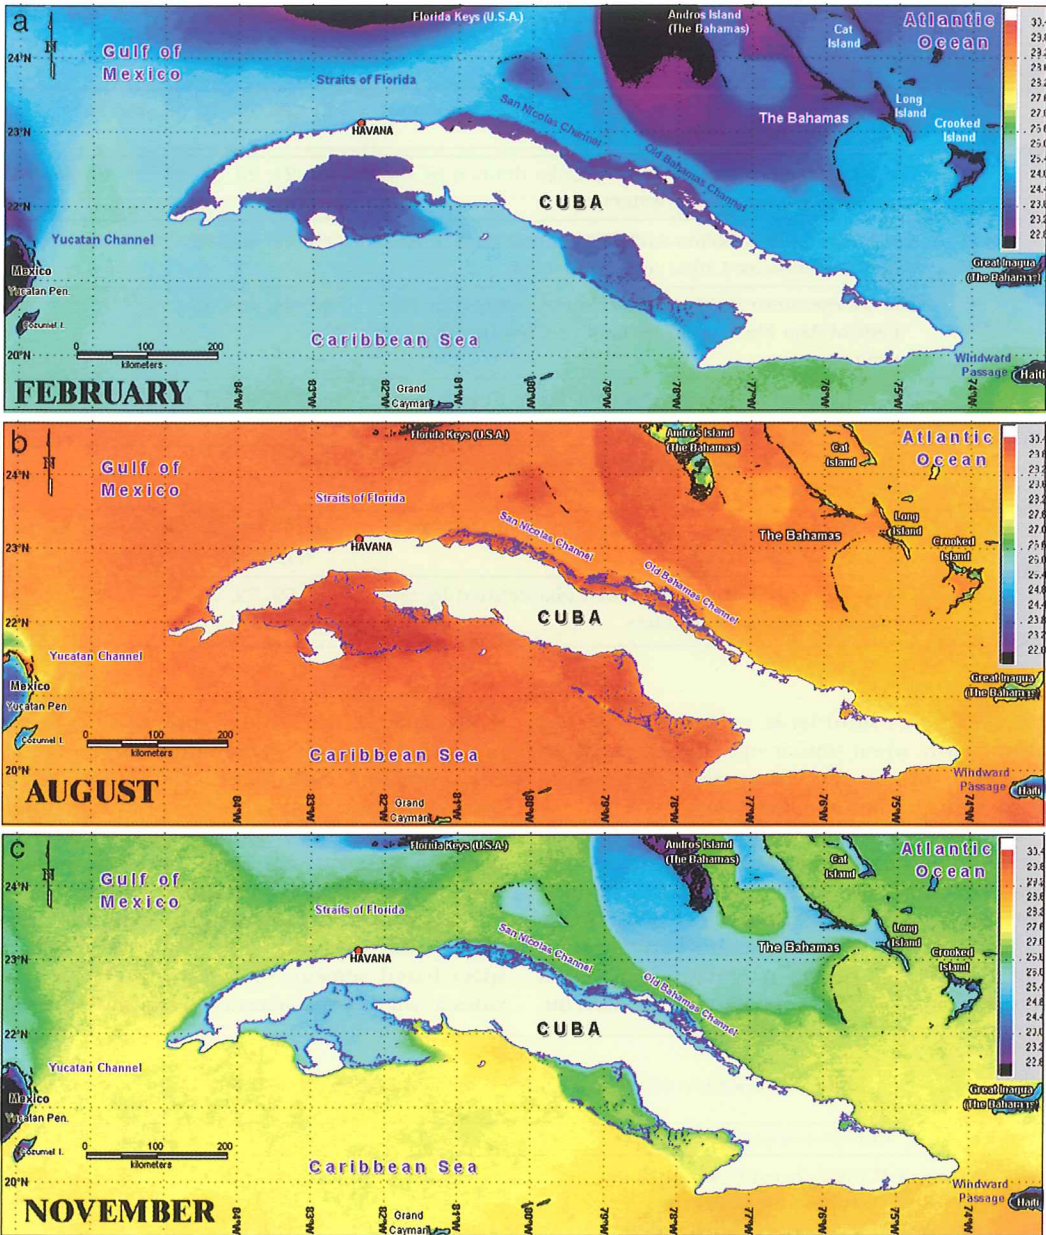 a
N
Gulf of
Mexico
Florida Keys (U.S.A.)
Andros Island
(The Bahamas)
Cat
Island
Atlantic
Ocean
24°N
Straits of Florida
San Nicolas Channel
The Bahamas
Long
Island
Crooked
Island
23°N
HAVANA
Old Bahamas Channel
CUBA
22°N
Yucatan Channel
Mexico
Yucatan Pen.
Cozumel I.
Great Inagua
(The Bahamas)
0 100 200
kilometers
Caribbean Sea
20°N
Windward
Passage
Haiti
FEBRUARY
84°W 83°W 82°W 81°W 80°W 79°W 78°W 77°W 76°W 75°W 74°W
Grand
Cayman
b
N
Gulf of
Mexico
Florida Keys (U.S.A.)
Andros Island
(The Bahamas)
Cat
Island
Atlantic
Ocean
24°N
Straits of Florida
San Nicolas Channel
The Bahamas
Long
Island
Crooked
Island
23°N
HAVANA
Old Bahamas Channel
CUBA
22°N
Yucatan Channel
Mexico
Yucatan Pen.
Cozumel I.
Great Inagua
(The Bahamas)
0 100 200
kilometers
Caribbean Sea
20°N
Windward
Passage
Haiti
AUGUST
84°W 83°W 82°W 81°W 80°W 79°W 78°W 77°W 76°W 75°W 74°W
Grand
Cayman
c
N
Gulf of
Mexico
Florida Keys (U.S.A.)
Andros Island
(The Bahamas)
Cat
Island
Atlantic
Ocean
24°N
Straits of Florida
San Nicolas Channel
The Bahamas
Long
Island
Crooked
Island
23°N
HAVANA
Old Bahamas Channel
CUBA
22°N
Yucatan Channel
Mexico
Yucatan Pen.
Cozumel I.
Great Inagua
(The Bahamas)
0 100 200
kilometers
Caribbean Sea
20°N
Windward
Passage
Haiti
NOVEMBER
84°W 83°W 82°W 81°W 80°W 79°W 78°W 77°W 76°W 75°W 74°W
Grand
Cayman